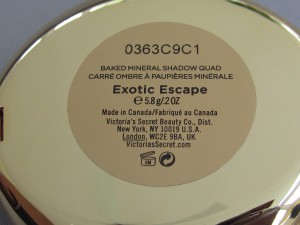 0363C9C1
BAKED MINERAL SHADOW QUAD
CARRÉ OMBRE À PAUPIÈRES MINÉRALE
Exotic Escape
℮ 5.8g/.2 OZ
Made in Canada/Fabriqué au Canada
Victoria's Secret Beauty Co., Dist.
New York, NY 10019 U.S.A.
London, WC2E 9BA, UK
VictoriasSecret.com